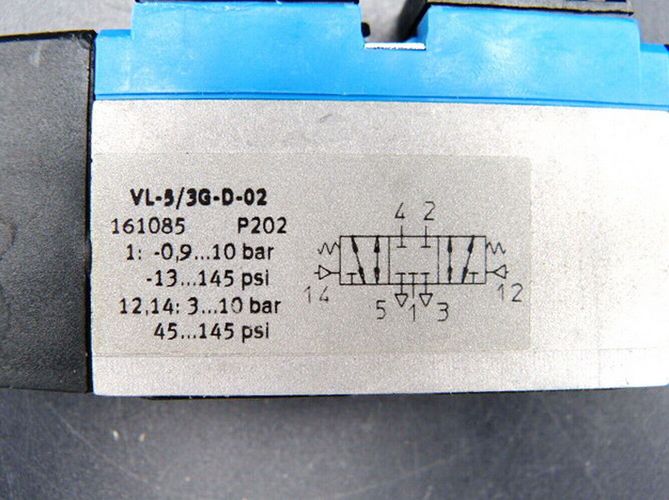 VL-5/3G-D-02
161085 P202
1: -0,9...10 bar
-13...145 psi
12,14: 3...10 bar
45...145 psi
4 2
14 12
5 1 3